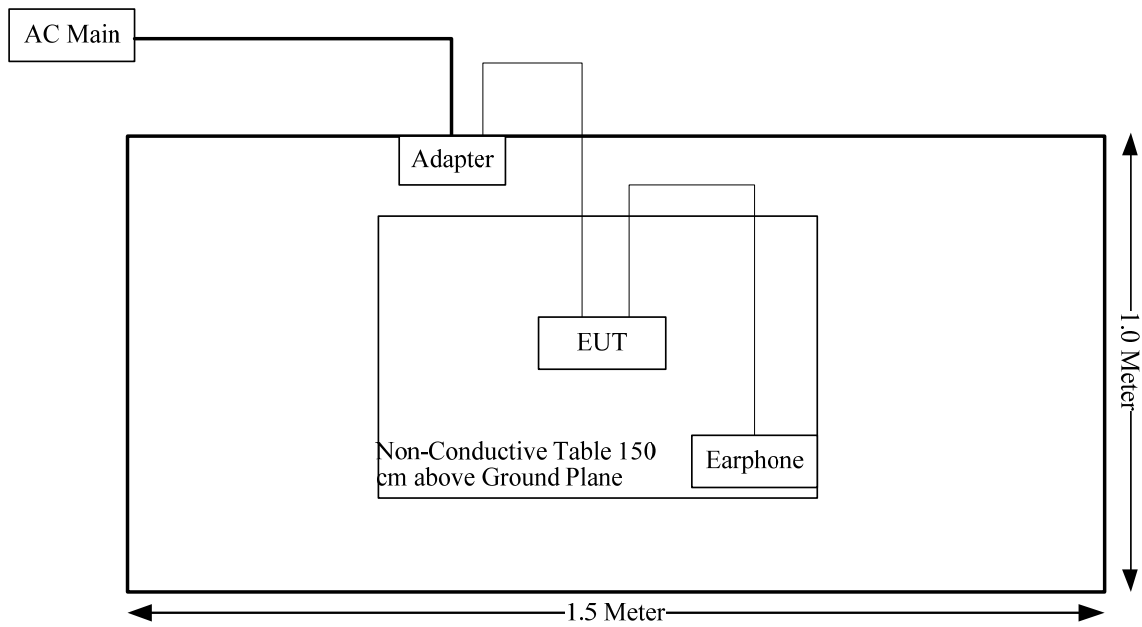 AC Main
Adapter
EUT
Non-Conductive Table 150
cm above Ground Plane
Earphone
1.0 Meter
1.5 Meter